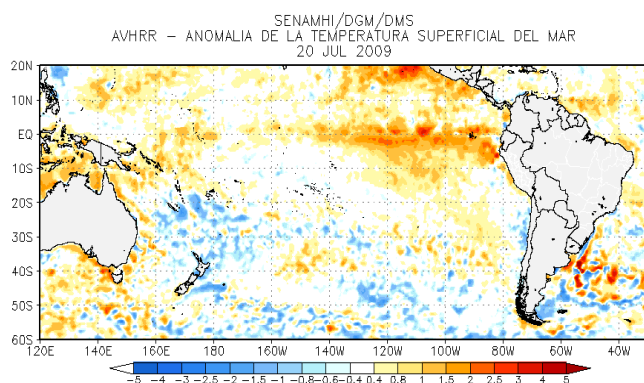 SENAMHI/DGM/DMS
AVHRR – ANOMALIA DE LA TEMPERATURA SUPERFICIAL DEL MAR
20 JUL 2009
20N
10N
EQ
10S
20S
30S
40S
50S
60S
120E 140E 160E 180 160W 140W 120W 100W 80W 60W 40W
-5 -4 -3 -2.5 -2 -1.5 -1 -0.8 -0.6 -0.4 0.4 0.8 1 1.5 2 2.5 3 3.5 5